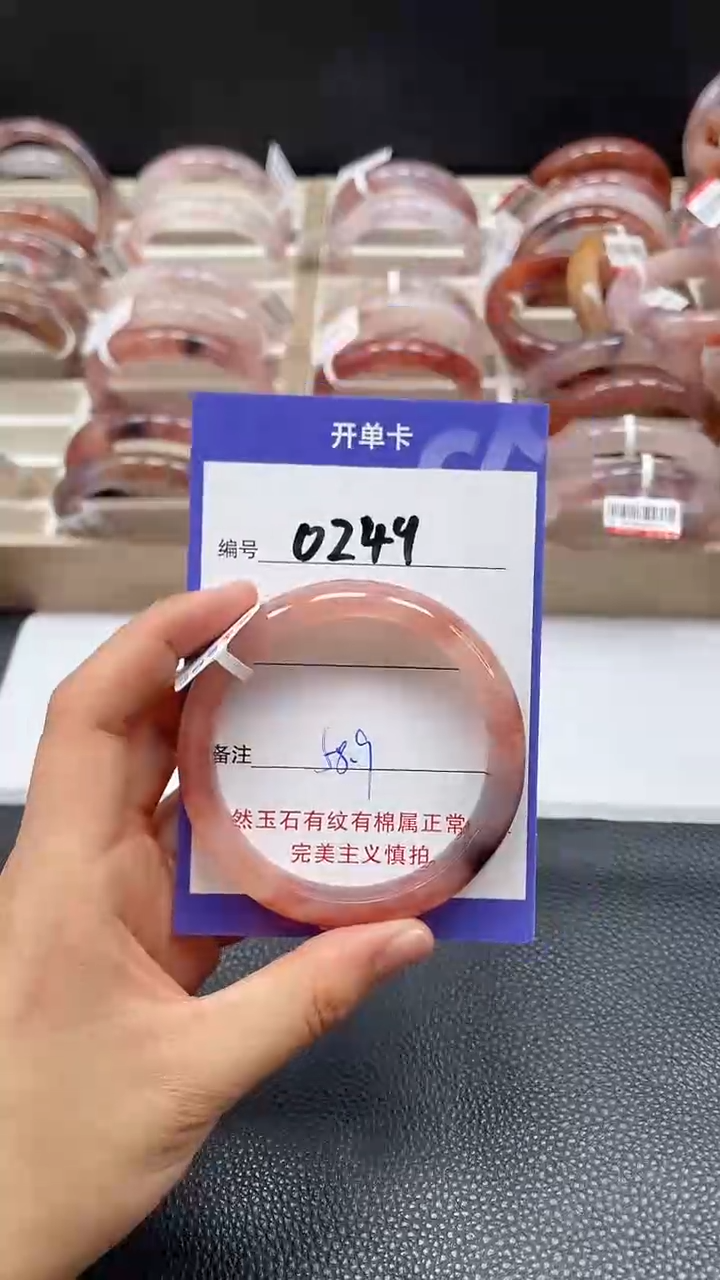 开单卡
编号 0249
备注 58.9
然玉石有纹有棉属正常
完美主义慎拍